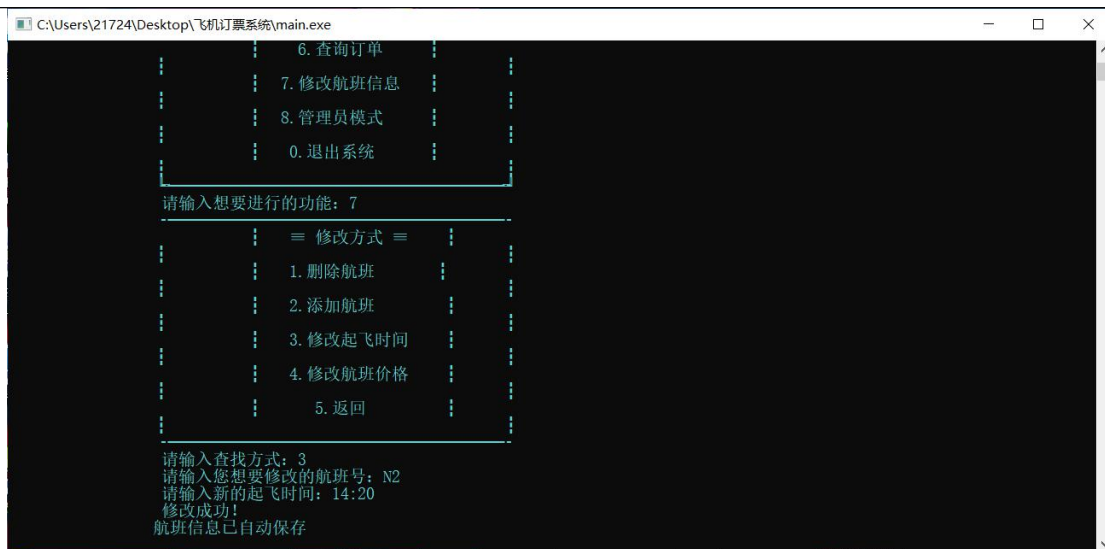 C:\Users\21724\Desktop\飞机订票系统\main.exe
6.查询订单
7.修改航班信息
8.管理员模式
0.退出系统
请输入想要进行的功能：7
≡ 修改方式 ≡
1.删除航班
2.添加航班
3.修改起飞时间
4.修改航班价格
5.返回
请输入查找方式：3
请输入您想要修改的航班号：N2
请输入新的起飞时间：14:20
修改成功！
航班信息已自动保存